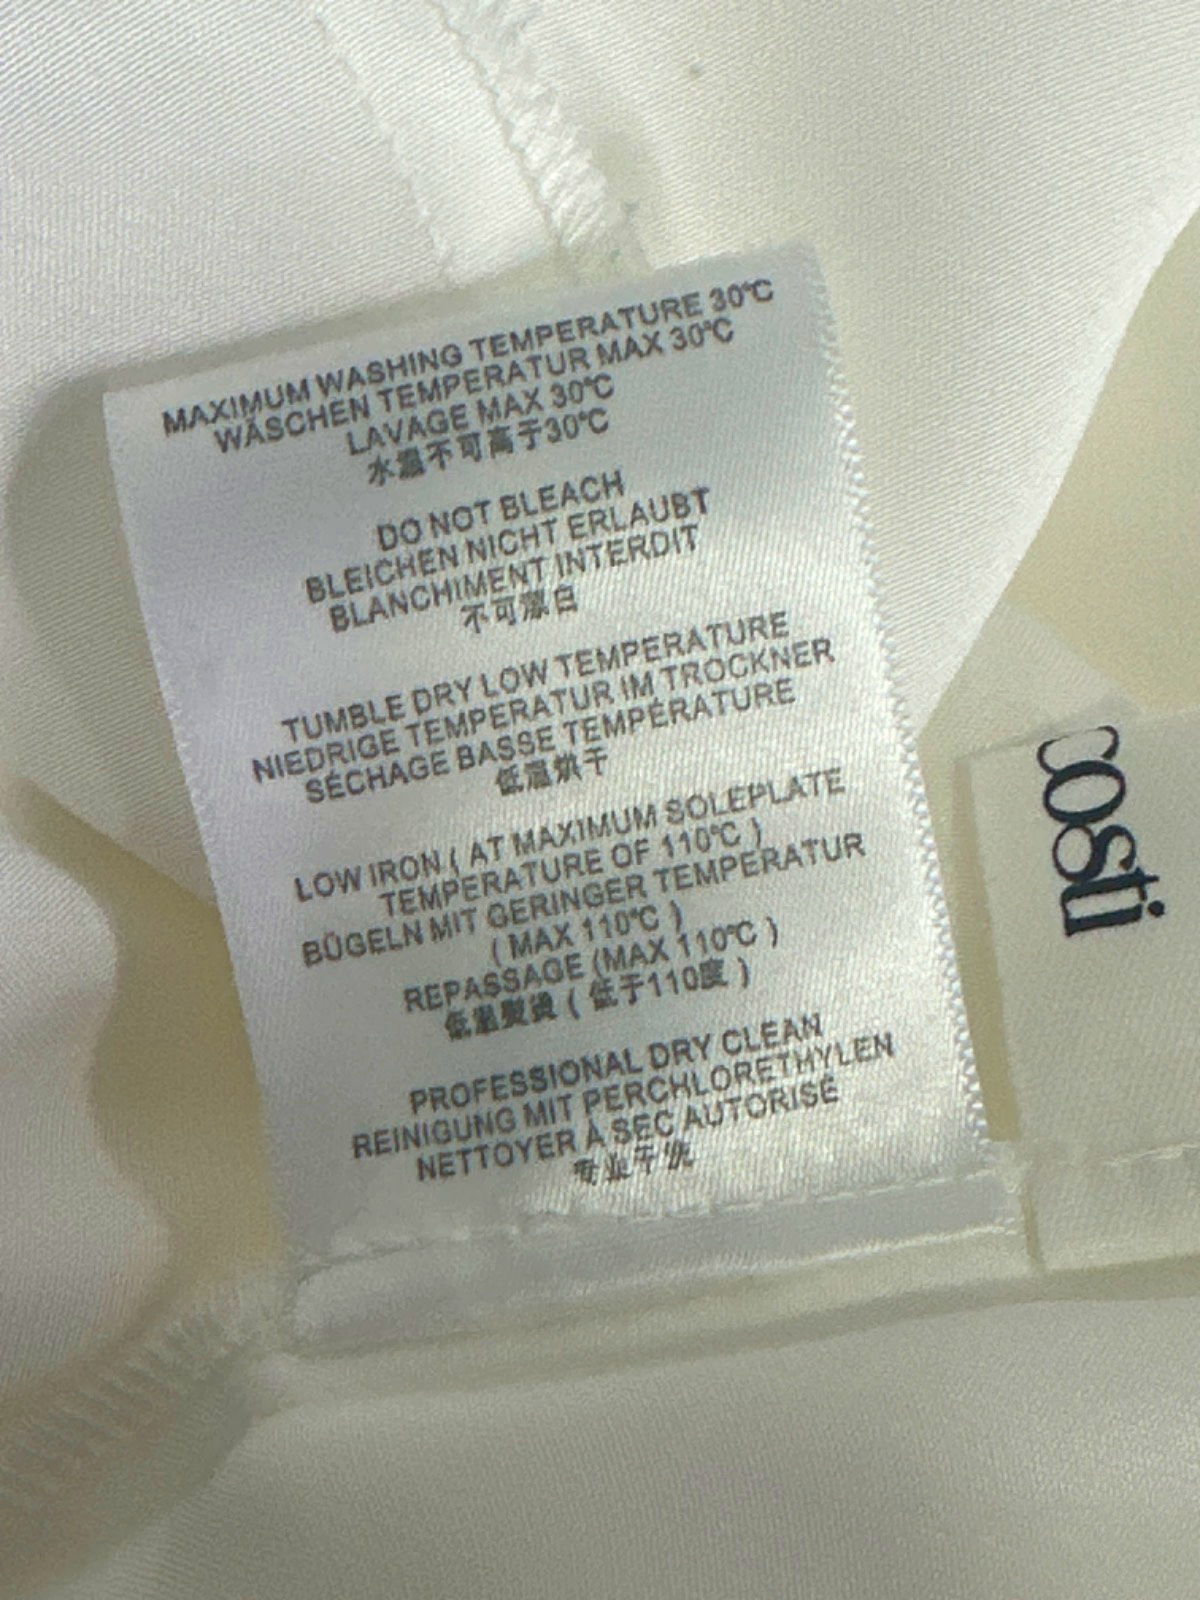 MAXIMUM WASHING TEMPERATURE 30℃
WÄSCHEN TEMPERATUR MAX 30℃
LAVAGE MAX 30℃
水温不可高于30℃
DO NOT BLEACH
BLEICHEN NICHT ERLAUBT
BLANCHIMENT INTERDIT
不可漂白
TUMBLE DRY LOW TEMPERATURE
NIEDRIGE TEMPERATUR IM TROCKNER
SÉCHAGE BASSE TEMPÉRATURE
低温烘干
LOW IRON ( AT MAXIMUM SOLEPLATE
TEMPERATURE OF 110℃ )
BÜGELN MIT GERINGER TEMPERATUR
( MAX 110℃ )
REPASSAGE (MAX 110℃ )
低温熨烫 ( 低于110度 )
PROFESSIONAL DRY CLEAN
REINIGUNG MIT PERCHLORETHYLEN
NETTOYER À SEC AUTORISÉ
专业干洗
costi